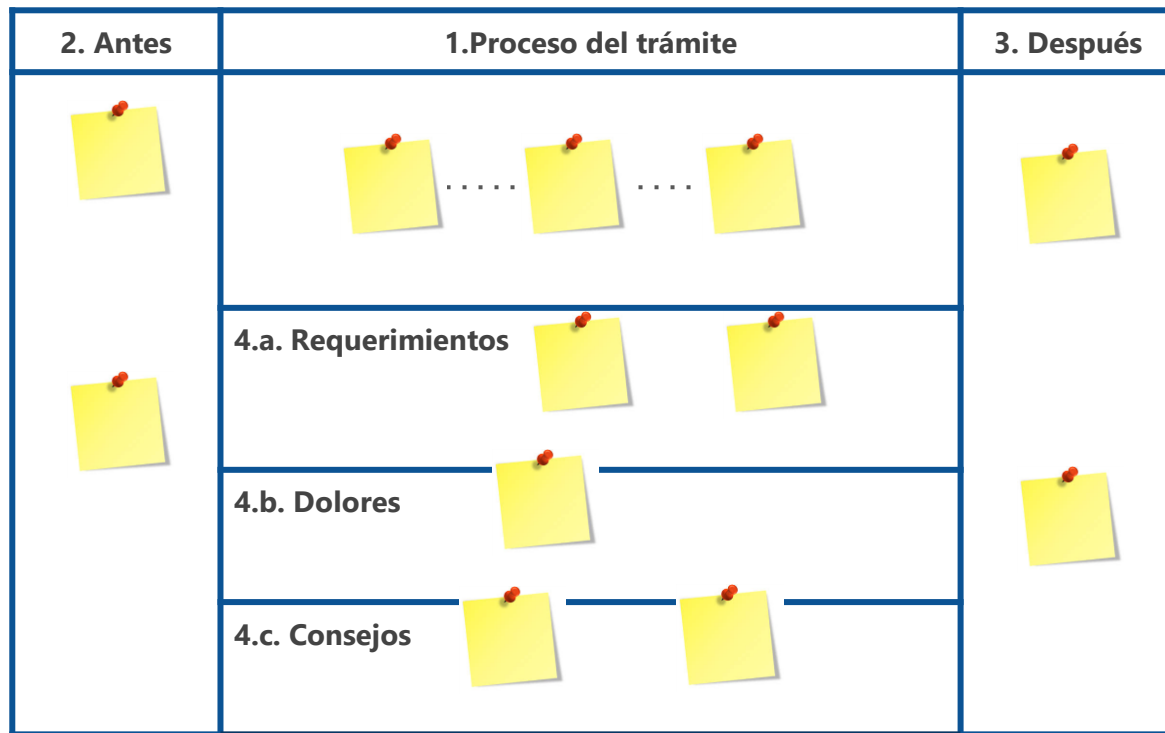 2. Antes
1.Proceso del trámite
3. Después
4.a. Requerimientos
4.b. Dolores
4.c. Consejos